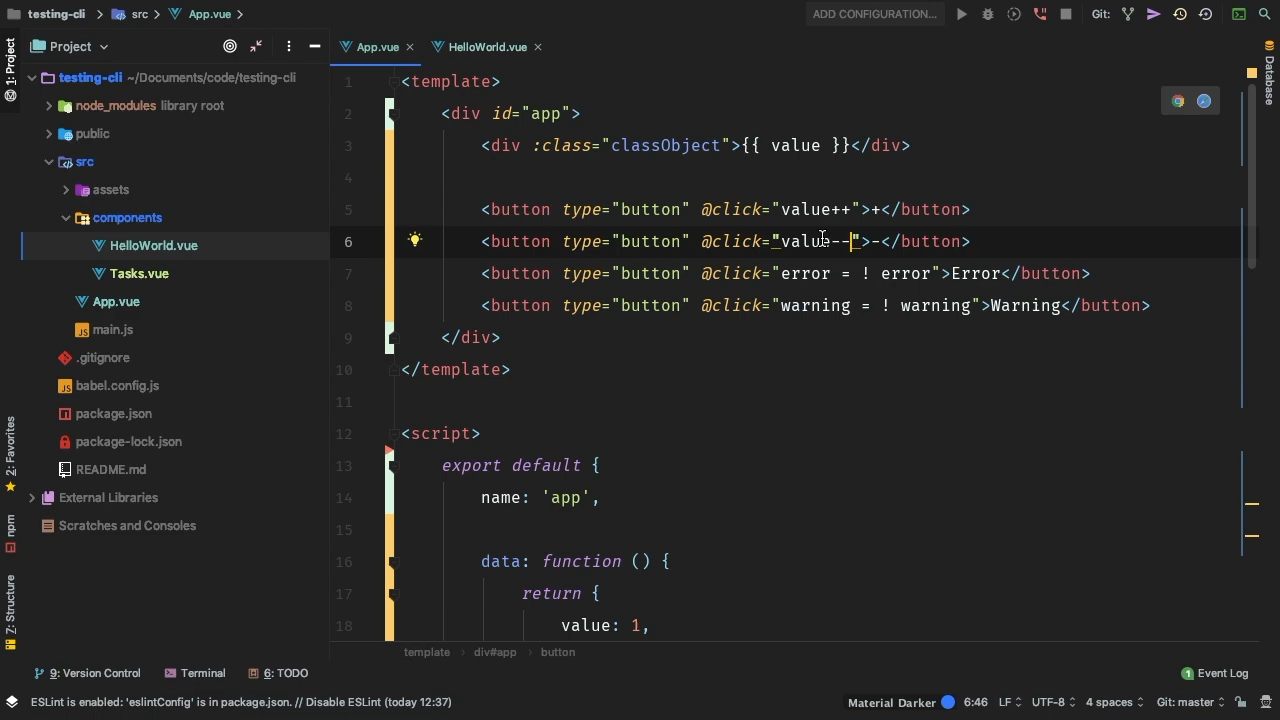 testing-cli
src
App.vue
ADD CONFIGURATION...
Git:
1: Project
Project
App.vue
HelloWorld.vue
Database
testing-cli ~/Documents/code/testing-cli
node_modules library root
public
src
assets
components
HelloWorld.vue
Tasks.vue
App.vue
main.js
.gitignore
babel.config.js
package.json
package-lock.json
README.md
External Libraries
Scratches and Consoles
2: Favorites
npm
7: Structure
1 <template>
2 <div id="app">
3 <div :class="classObject">{{ value }}</div>
4
5 <button type="button" @click="value++">+</button>
6 <button type="button" @click="value--">-</button>
7 <button type="button" @click="error = ! error">Error</button>
8 <button type="button" @click="warning = ! warning">Warning</button>
9 </div>
10 </template>
11
12 <script>
13 export default {
14 name: 'app',
15
16 data: function () {
17 return {
18 value: 1,
template div#app button
9: Version Control
Terminal
6: TODO
1 Event Log
ESLint is enabled: 'eslintConfig' is in package.json. // Disable ESLint (today 12:37)
Material Darker
6:46
LF
UTF-8
4 spaces
Git: master